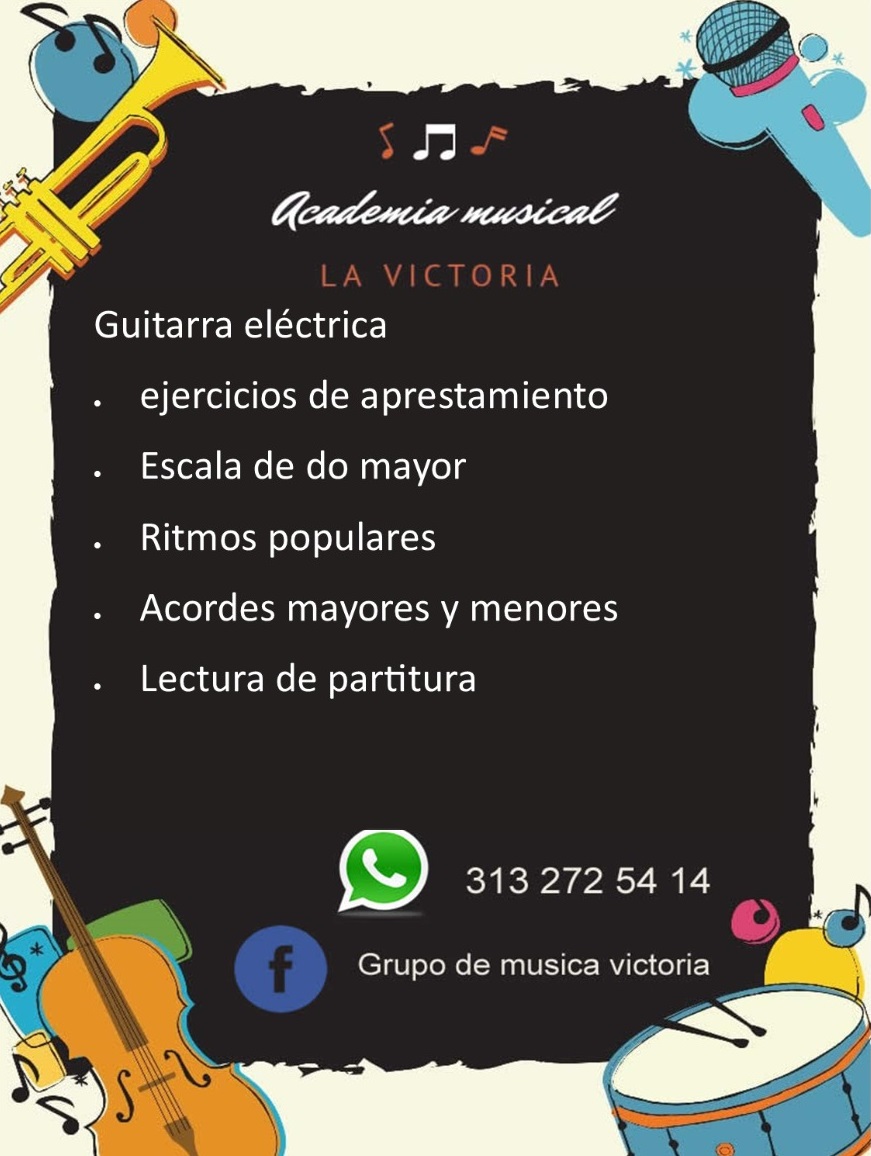 Academia musical
LA VICTORIA
Guitarra eléctrica
• ejercicios de aprestamiento
• Escala de do mayor
• Ritmos populares
• Acordes mayores y menores
• Lectura de partitura
313 272 54 14
f Grupo de musica victoria